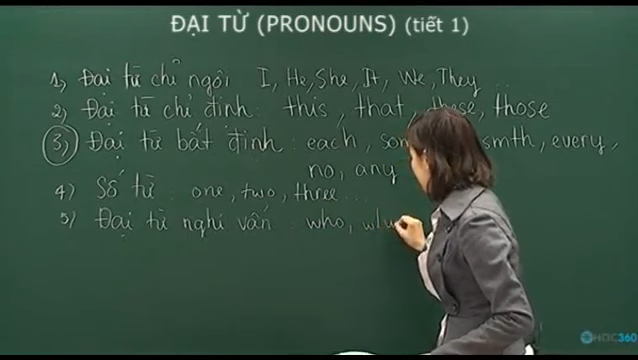 ĐẠI TỪ (PRONOUNS) (tiết 1)
1, Đại từ chỉ ngôi I, He, She, It, We, They ..
2) Đại từ chỉ định : this, that, these, those
3) Đại từ bất định : each, smth, every,
no, any
4) Số từ : one, two, three ...
5) Đại từ nghi vấn : who,
HOC360